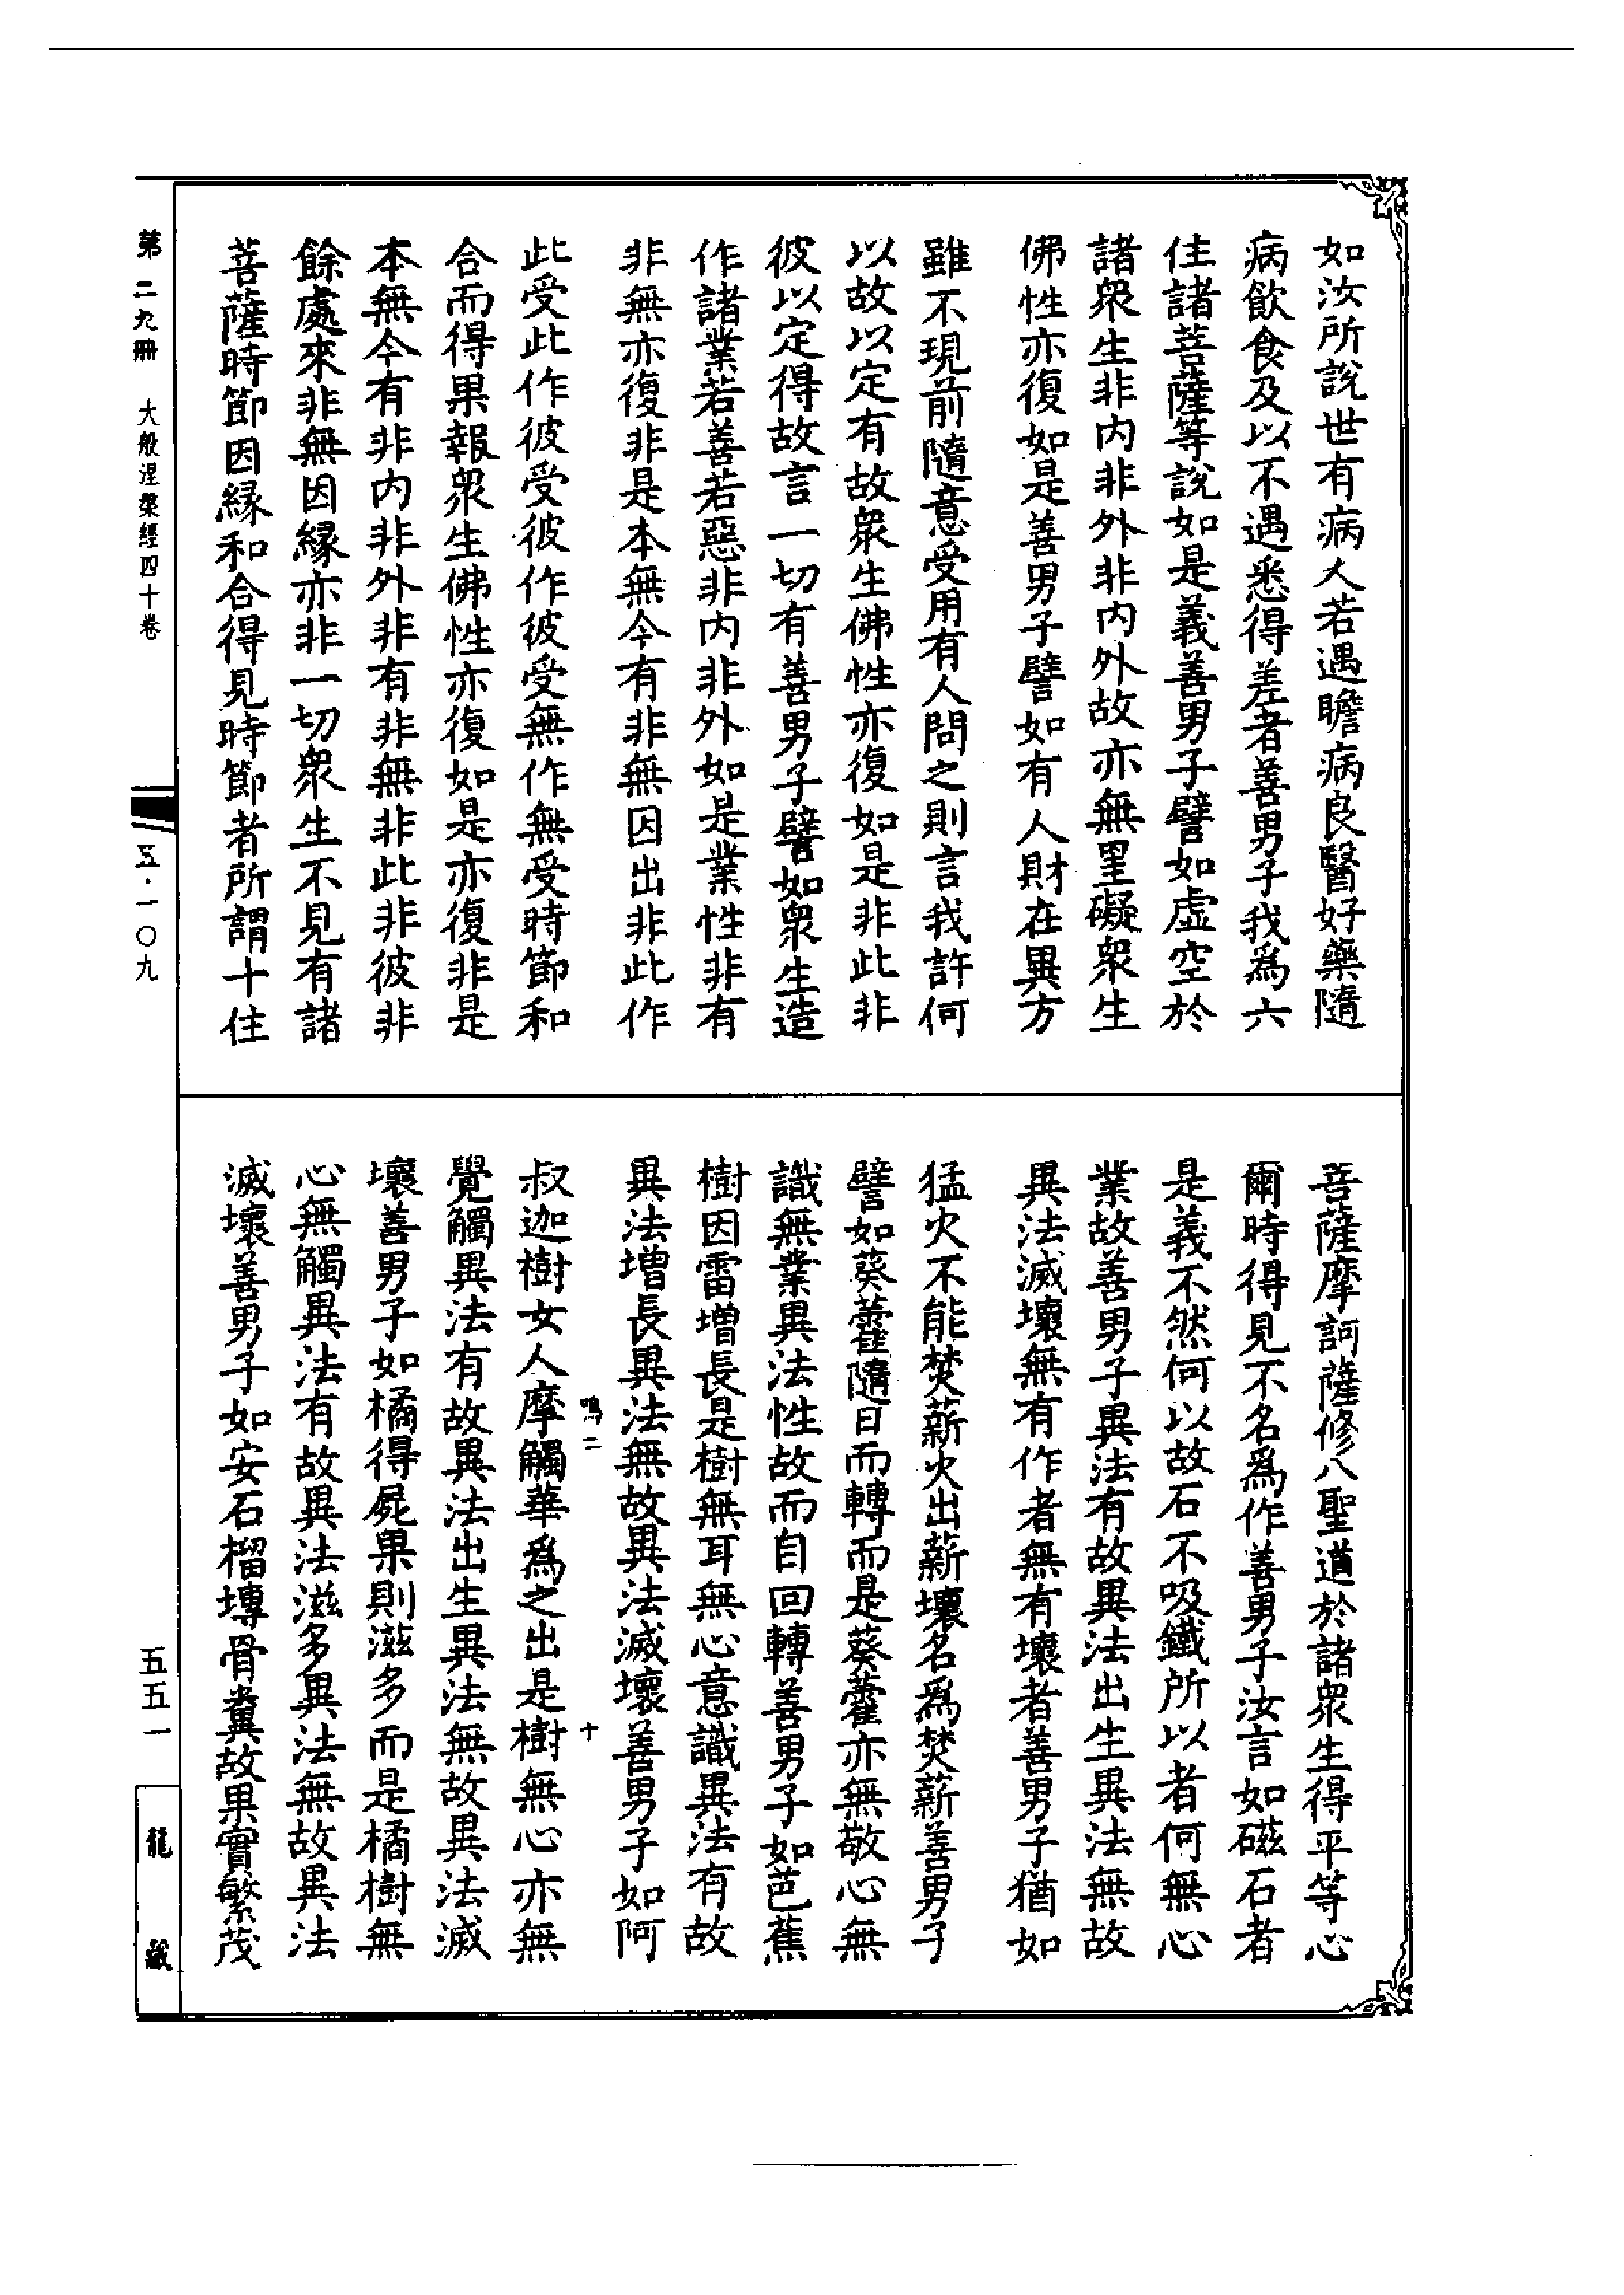 如汝所說世有病人若遇瞻病良醫好藥隨
病飲食及以不遇悉得差者善男子我爲六
住諸菩薩等說如是義善男子譬如虛空於
諸衆生非内非外非内外故亦無罣礙衆生
佛性亦復如是善男子譬如有人財在異方
雖不現前隨意受用有人問之則言我許何
以故以定有故衆生佛性亦復如是非此非
彼以定得故言一切有善男子譬如衆生造
作諸業若善若惡非内非外如是業性非有
非無亦復非是本無今有非無因出非此作
此受此作彼受彼作彼受無作無受時節和
合而得果報衆生佛性亦復如是亦復非是
本無今有非内非外非有非無非此非彼非
餘處來非無因縁亦非一切衆生不見有諸
菩薩時節因縁和合得見時節者所謂十住
菩薩摩訶薩修八聖道於諸衆生得平等心
爾時得見不名爲作善男子汝言如磁石者
是義不然何以故石不吸鐵所以者何無心
業故善男子異法有故異法出生異法無故
異法滅壞無有作者無有壞者善男子猶如
猛火不能焚薪火出薪壞名爲焚薪善男子
譬如葵藿隨日而轉而是葵藿亦無敬心無
識無業異法性故而自回轉善男子如芭蕉
樹因雷增長是樹無耳無心意識異法有故
異法增長異法無故異法滅壞善男子如阿
鳴二 十
叔迦樹女人摩觸華爲之出是樹無心亦無
覺觸異法有故異法出生異法無故異法滅
壞善男子如橘得屍果則滋多而是橘樹無
心無觸異法有故異法滋多異法無故異法
滅壞善男子如安石榴塼骨糞故果實繁茂
第二九冊 大般涅槃經四十卷
五·一〇九
五五一
龍藏